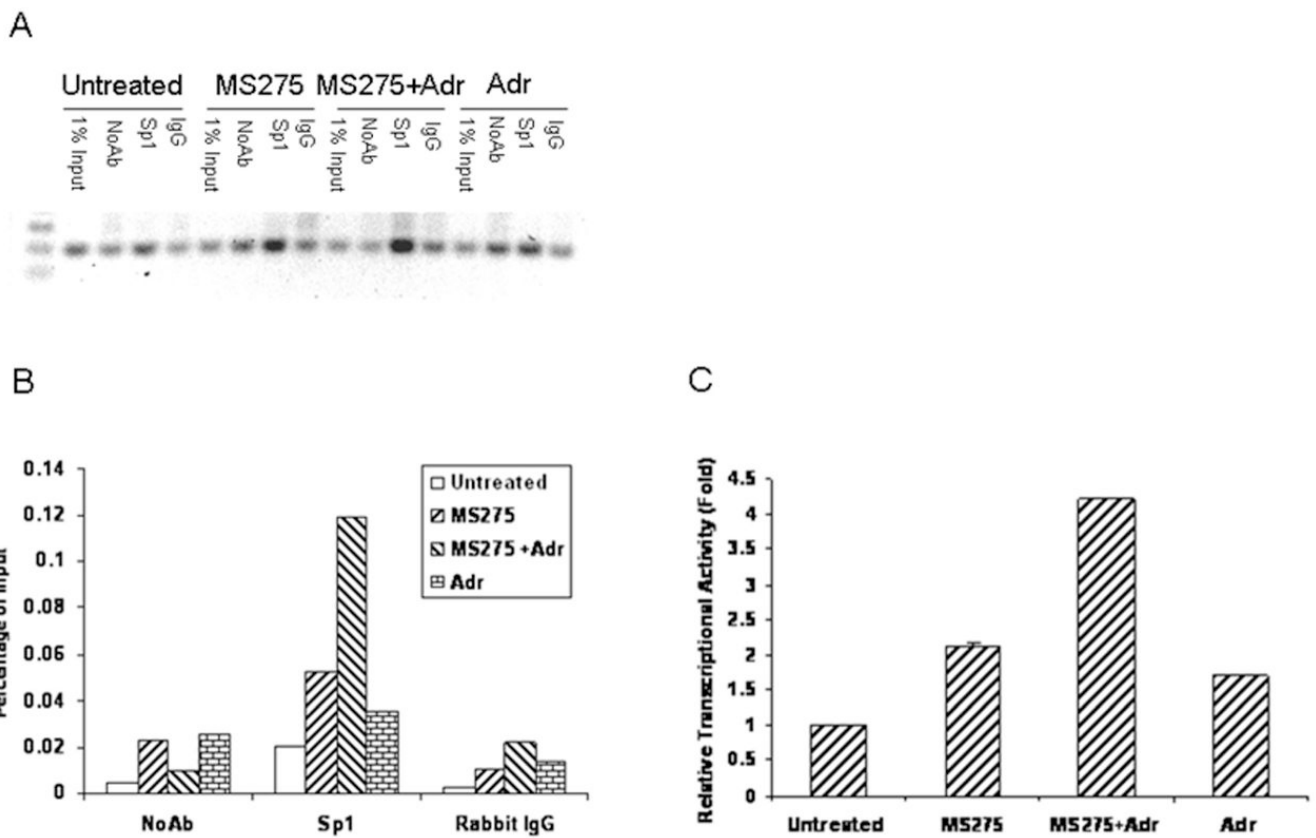 A
Untreated MS275 MS275+Adr Adr
1% Input NoAb Sp1 IgG 1% Input NoAb Sp1 IgG 1% Input NoAb Sp1 IgG 1% Input NoAb Sp1 IgG
B
Percentage of Input
0.14
0.12
0.1
0.08
0.06
0.04
0.02
0
Untreated
MS275
MS275 +Adr
Adr
NoAb Sp1 Rabbit IgG
C
Relative Transcriptional Activity (Fold)
4.5
4
3.5
3
2.5
2
1.5
1
0.5
0
Untreated MS275 MS275+Adr Adr